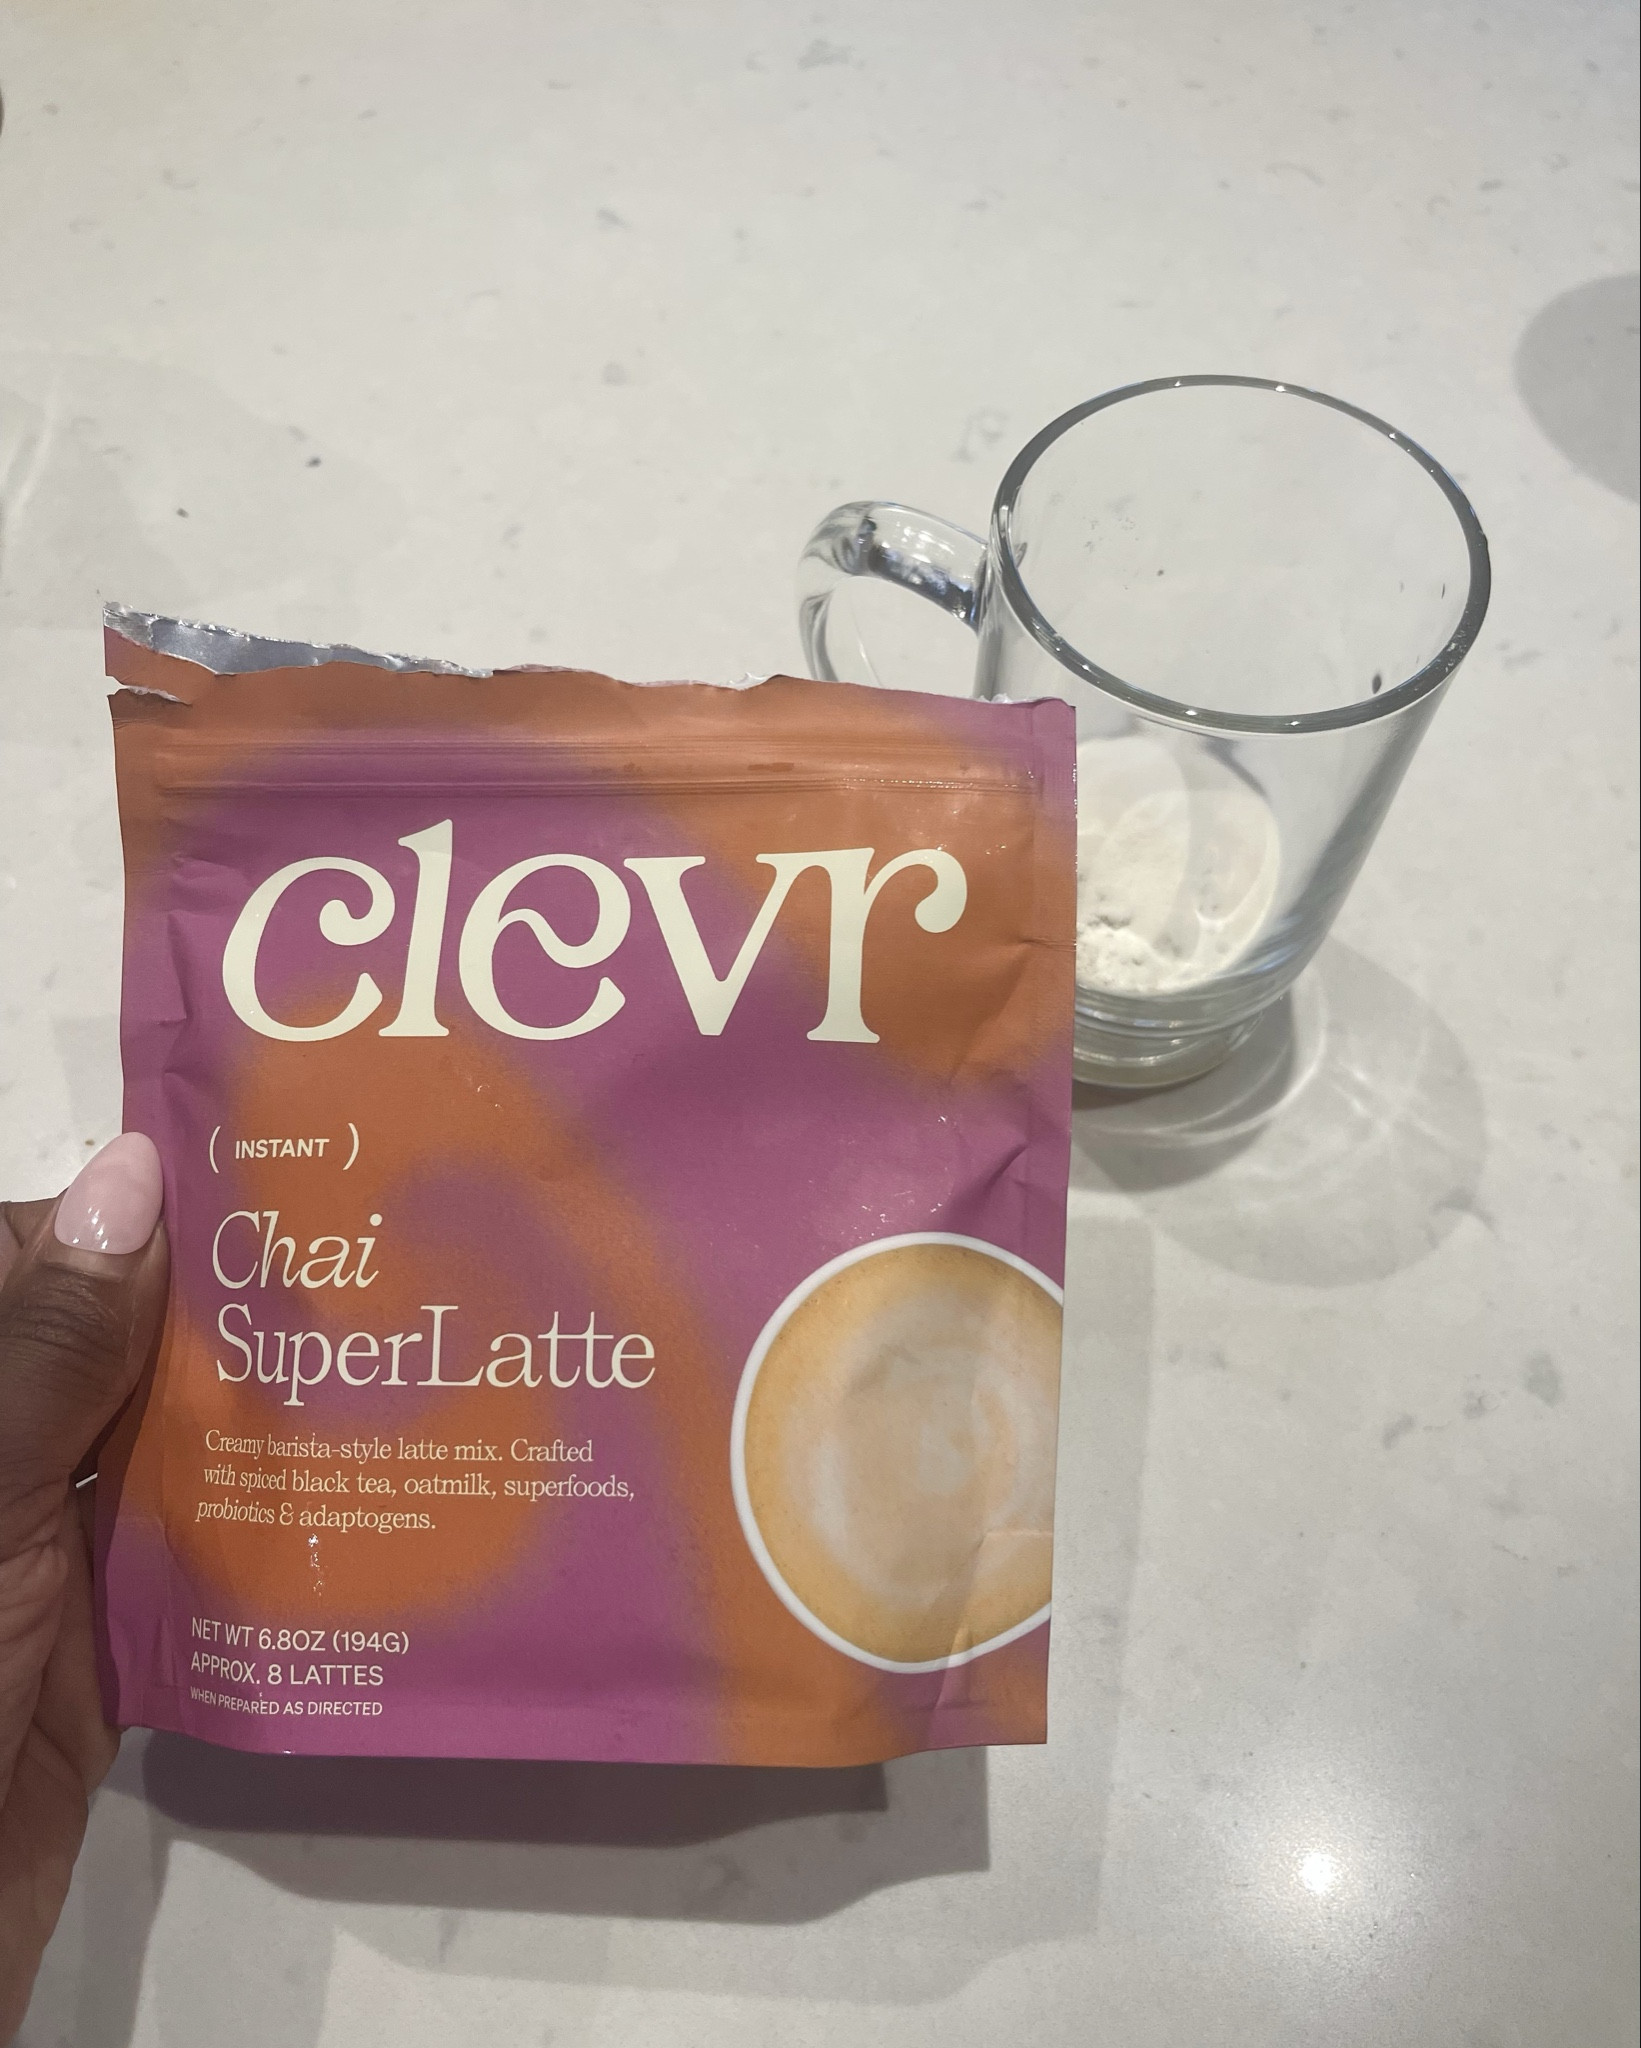 clevr
( INSTANT )
Chai
SuperLatte
Creamy barista-style latte mix. Crafted
with spiced black tea, oatmilk, superfoods,
probiotics & adaptogens.
NET WT 6.8OZ (194G)
APPROX. 8 LATTES
WHEN PREPARED AS DIRECTED